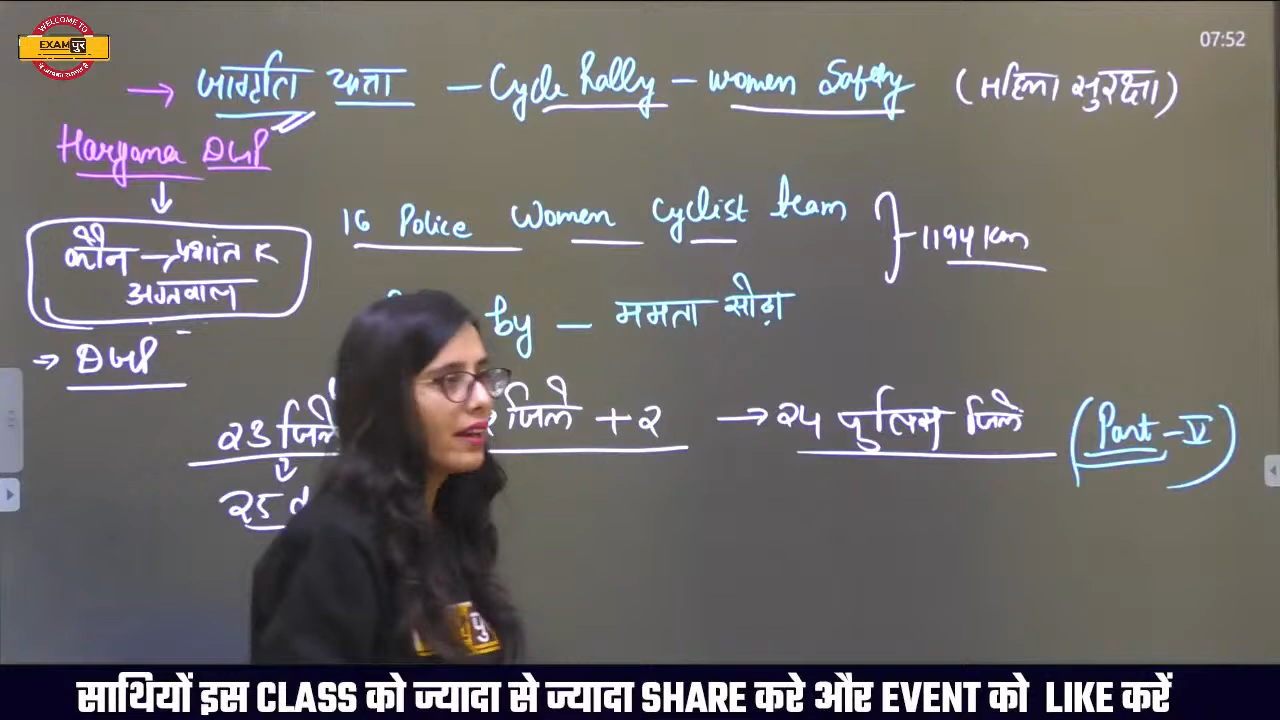 WELCOME TO
EXAMपुर
07:52
→ जागृति यात्रा – Cycle Rally – women Safety (महिला सुरक्षा)
Haryana DGP
↓
कौन → प्रशांत K
अग्रवाल
→ DGP
16 Police Women Cyclist team } 1194 Km
by – ममता सोढ़ा
23 जिले जिले + 2 → 24 पुलिस जिले (Part-V)
25
पु
साथियों इस CLASS को ज्यादा से ज्यादा SHARE करे और EVENT को LIKE करें